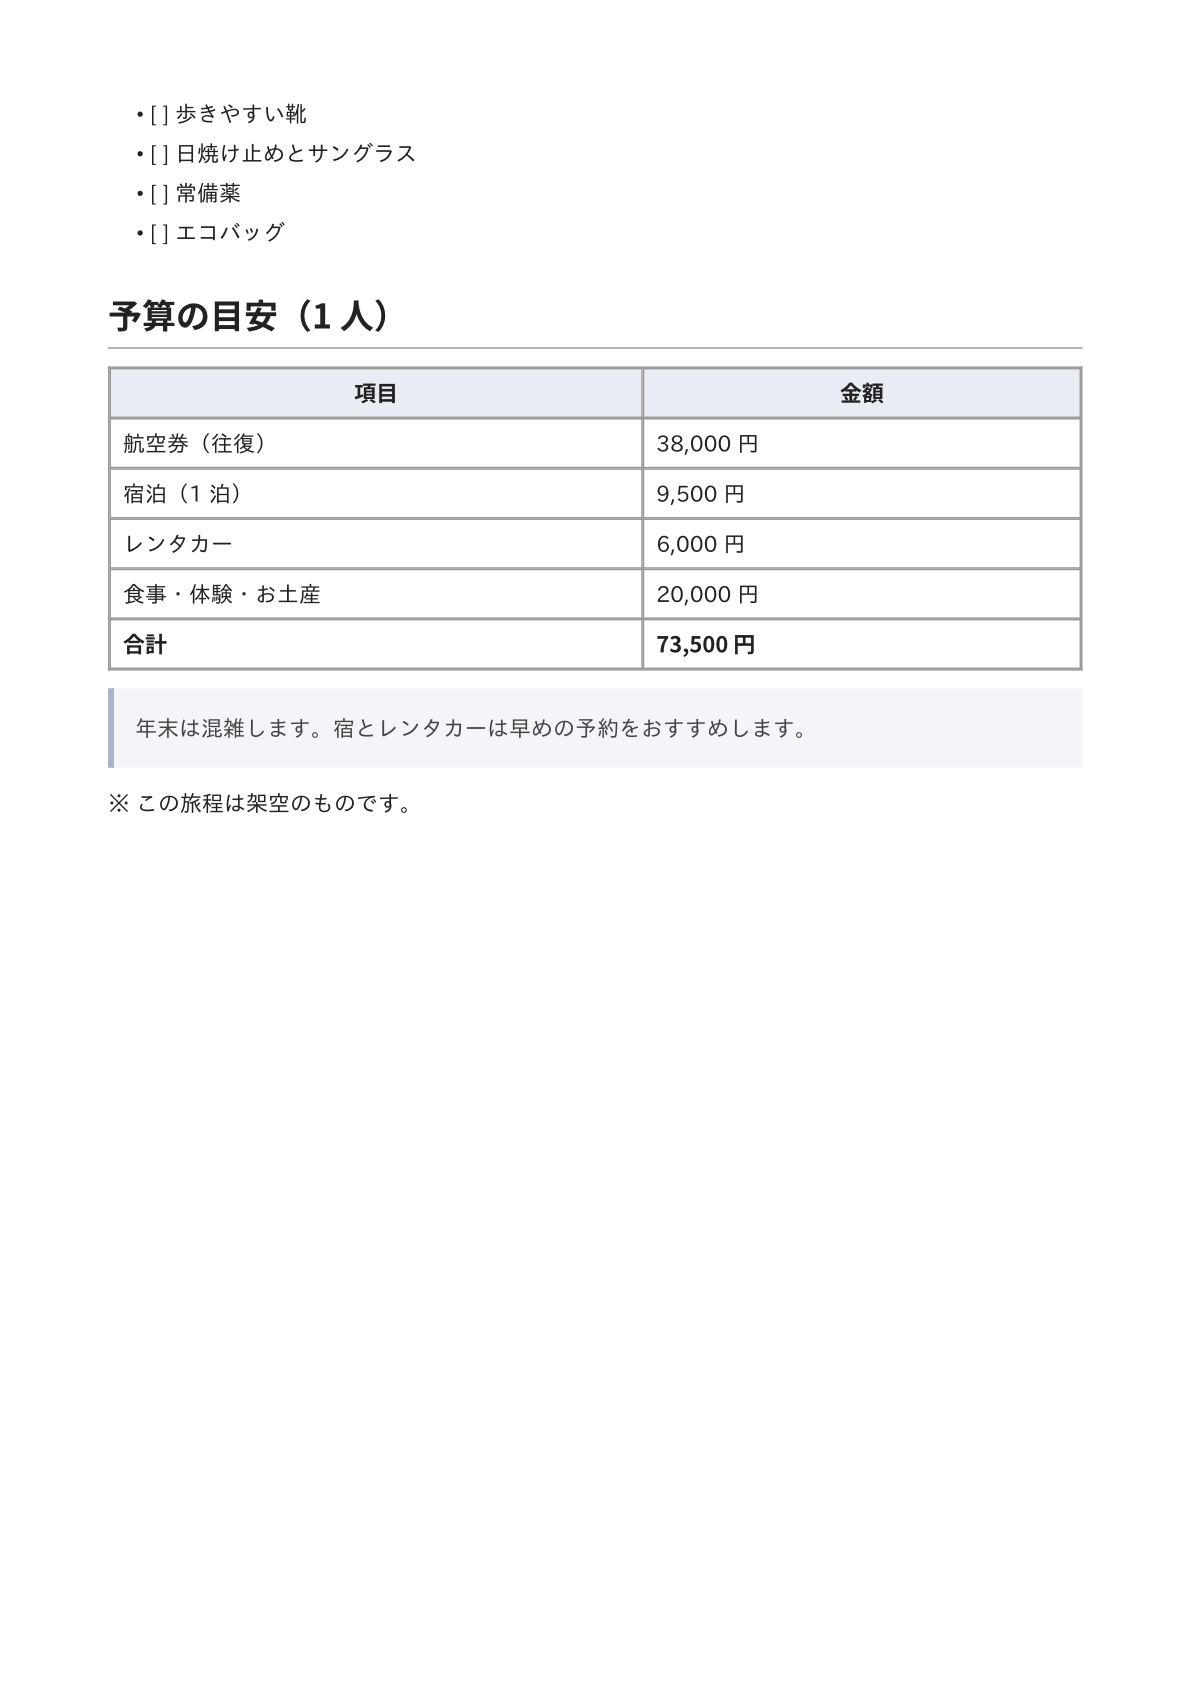 • [ ] 歩きやすい靴
• [ ] 日焼け止めとサングラス
• [ ] 常備薬
• [ ] エコバッグ
予算の目安（1 人）
項目 金額
航空券（往復） 38,000 円
宿泊（1 泊） 9,500 円
レンタカー 6,000 円
食事・体験・お土産 20,000 円
合計 73,500 円
年末は混雑します。宿とレンタカーは早めの予約をおすすめします。
※ この旅程は架空のものです。